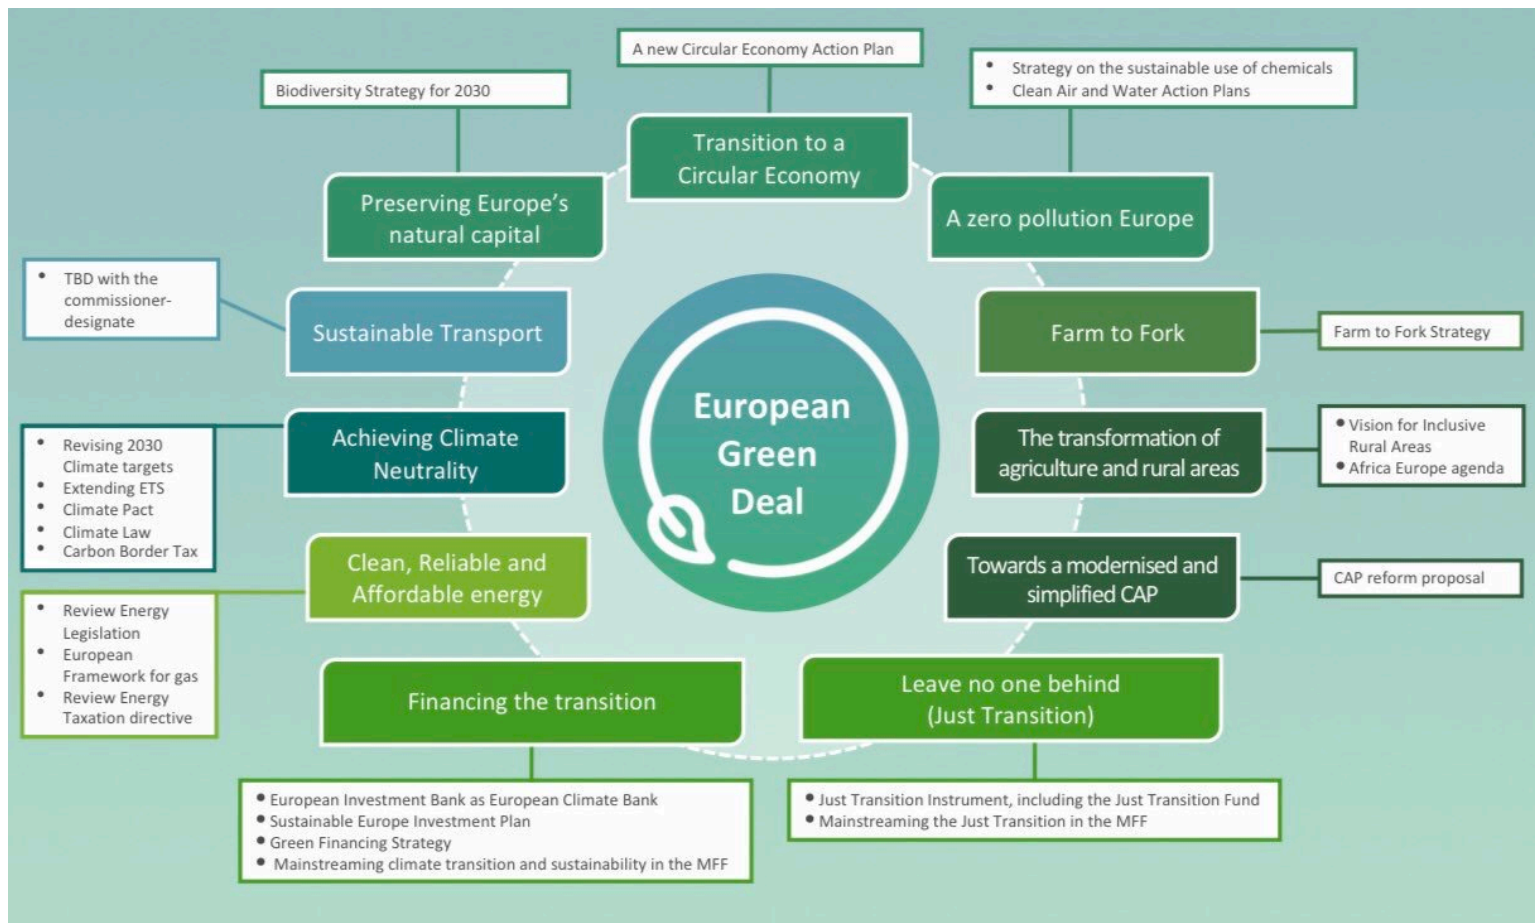 A new Circular Economy Action Plan
Biodiversity Strategy for 2030
• Strategy on the sustainable use of chemicals
• Clean Air and Water Action Plans
Transition to a
Circular Economy
Preserving Europe's
natural capital
A zero pollution Europe
• TBD with the
commissioner-
designate
Sustainable Transport
Farm to Fork
Farm to Fork Strategy
European
Green
Deal
• Revising 2030
Climate targets
• Extending ETS
• Climate Pact
• Climate Law
• Carbon Border Tax
Achieving Climate
Neutrality
The transformation of
agriculture and rural areas
• Vision for Inclusive
Rural Areas
• Africa Europe agenda
Clean, Reliable and
Affordable energy
Towards a modernised and
simplified CAP
CAP reform proposal
• Review Energy
Legislation
• European
Framework for gas
• Review Energy
Taxation directive
Financing the transition
Leave no one behind
(Just Transition)
• European Investment Bank as European Climate Bank
• Sustainable Europe Investment Plan
• Green Financing Strategy
• Mainstreaming climate transition and sustainability in the MFF
• Just Transition Instrument, including the Just Transition Fund
• Mainstreaming the Just Transition in the MFF